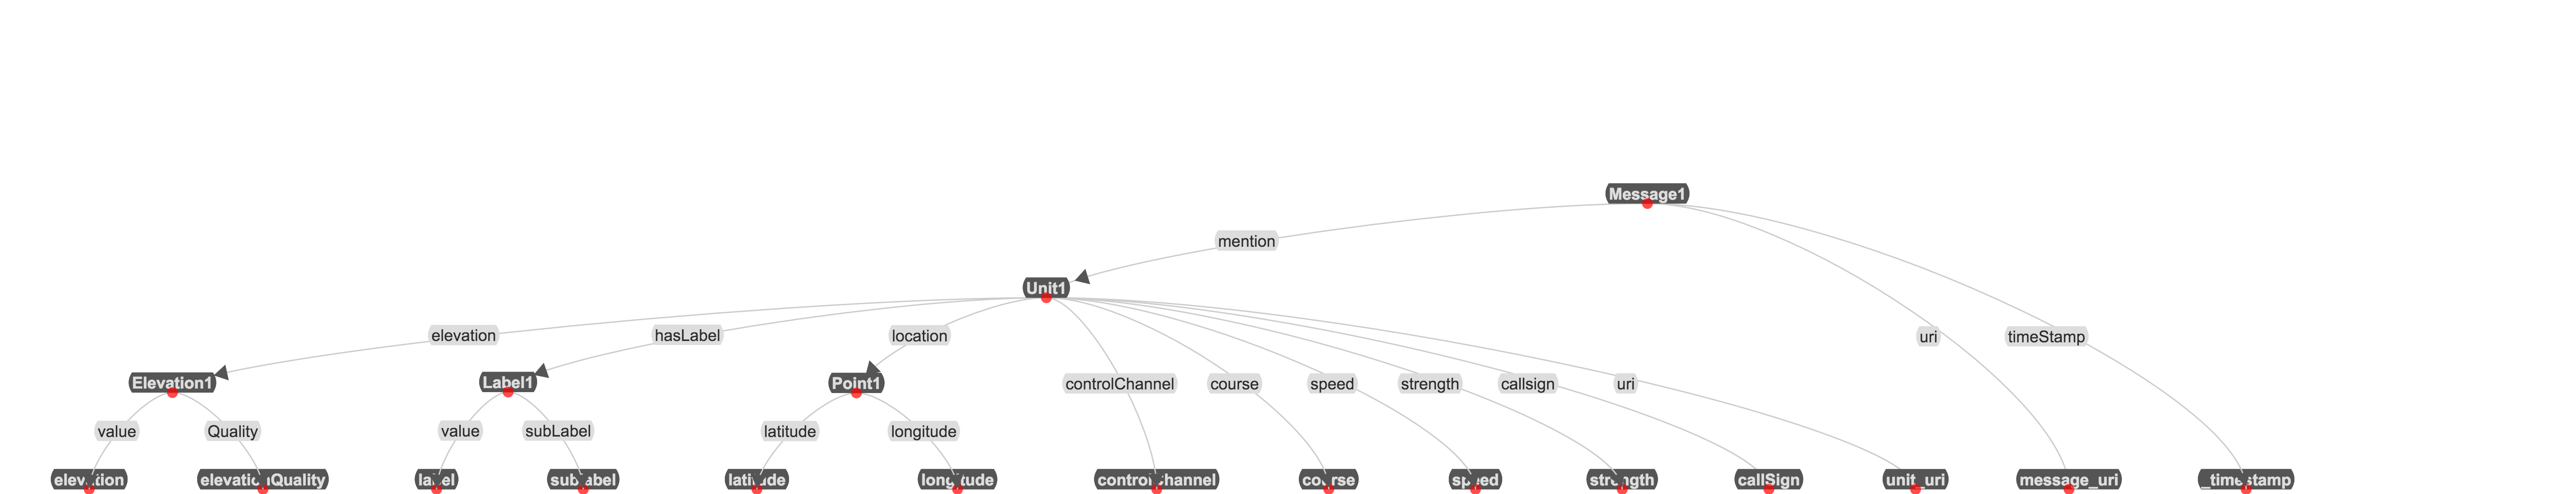 Message1
mention
Unit1
elevation hasLabel location uri timeStamp
Elevation1 Label1 Point1 controlChannel course speed strength callsign uri
value Quality value subLabel latitude longitude
elevation elevationQuality label sublabel latitude longitude controlChannel course speed strength callSign unit_uri message_uri _timestamp